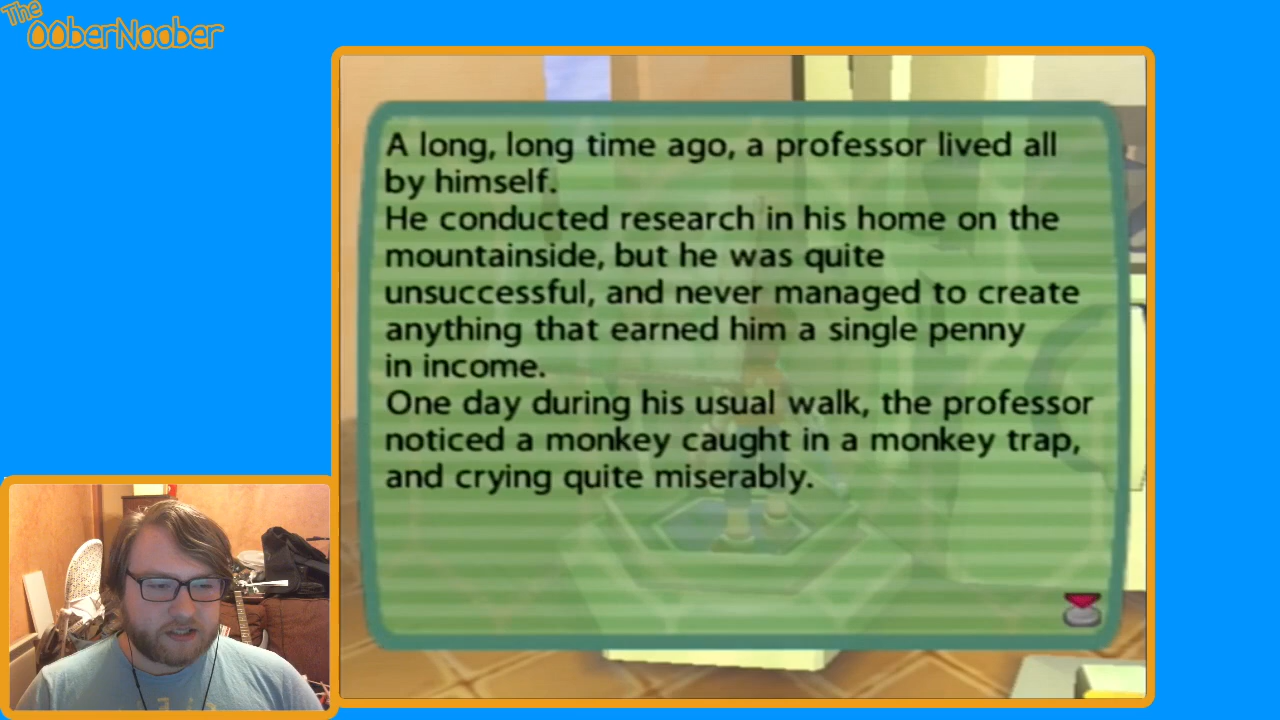 The
OoberNoober
A long, long time ago, a professor lived all
by himself.
He conducted research in his home on the
mountainside, but he was quite
unsuccessful, and never managed to create
anything that earned him a single penny
in income.
One day during his usual walk, the professor
noticed a monkey caught in a monkey trap,
and crying quite miserably.